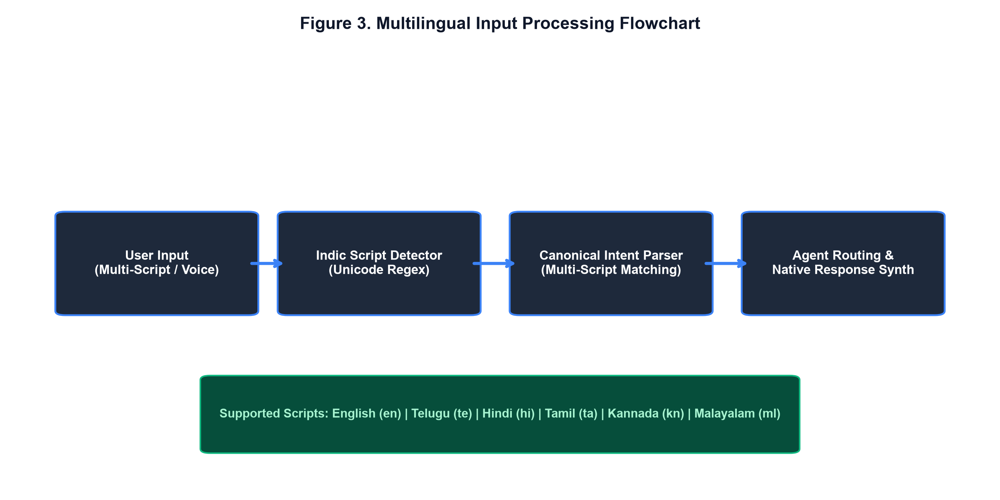 Figure 3. Multilingual Input Processing Flowchart
User Input
(Multi-Script / Voice)
Indic Script Detector
(Unicode Regex)
Canonical Intent Parser
(Multi-Script Matching)
Agent Routing &
Native Response Synth
Supported Scripts: English (en) | Telugu (te) | Hindi (hi) | Tamil (ta) | Kannada (kn) | Malayalam (ml)